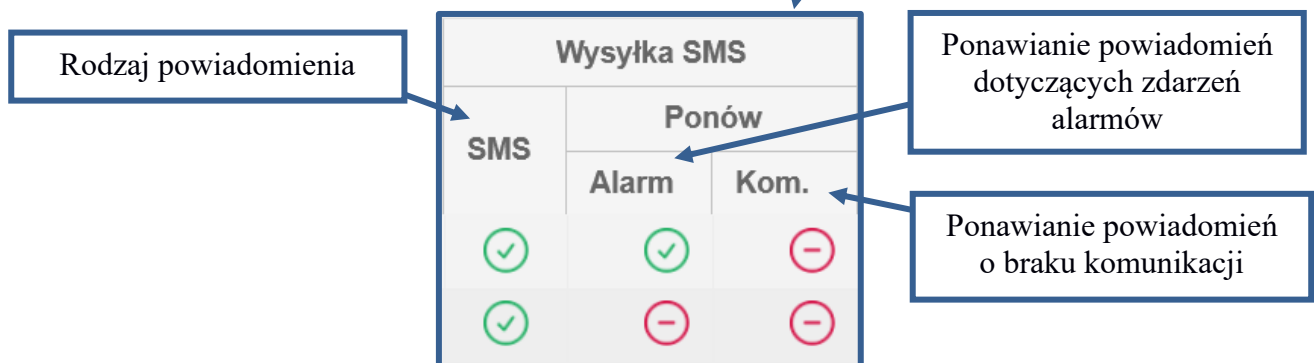 Rodzaj powiadomienia
Wysyłka SMS
SMS
Ponów
Alarm
Kom.
Ponawianie powiadomień
dotyczących zdarzeń
alarmów
Ponawianie powiadomień
o braku komunikacji